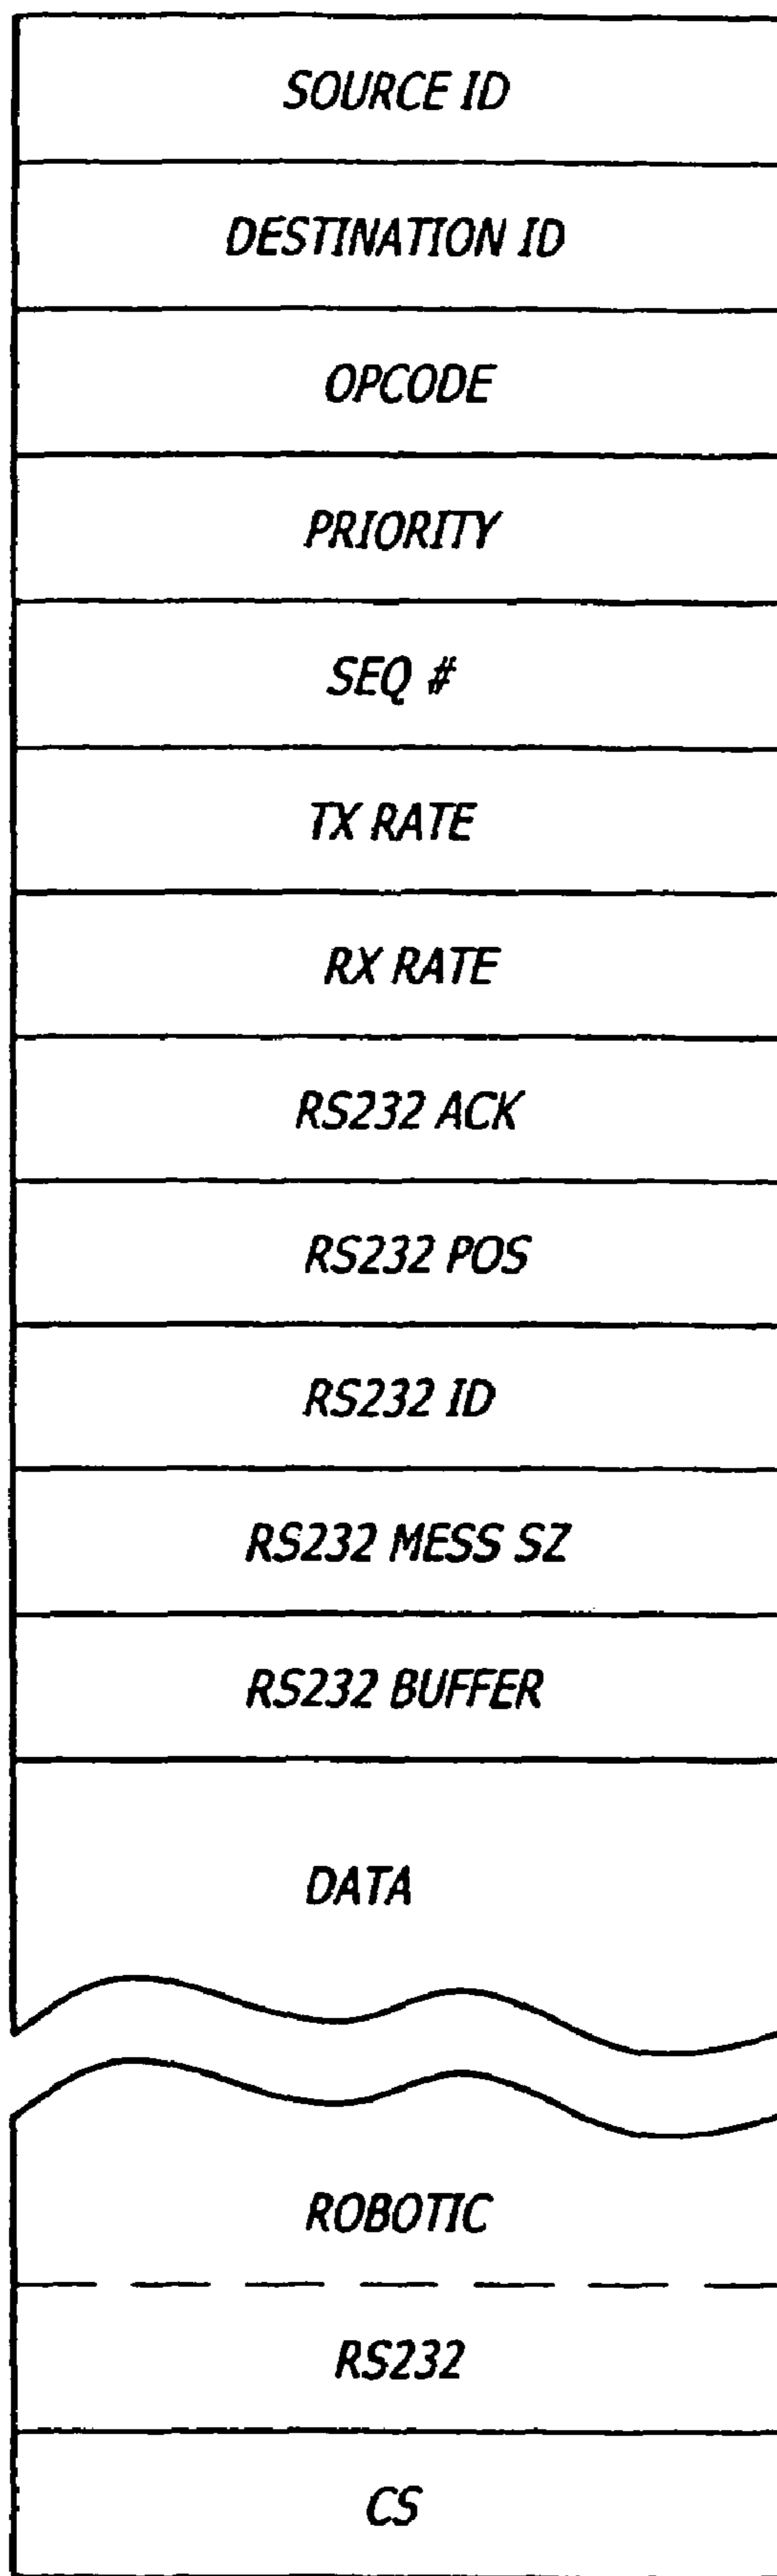 SOURCE ID
DESTINATION ID
OPCODE
PRIORITY
SEQ #
TX RATE
RX RATE
RS232 ACK
RS232 POS
RS232 ID
RS232 MESS SZ
RS232 BUFFER
DATA
ROBOTIC
RS232
CS